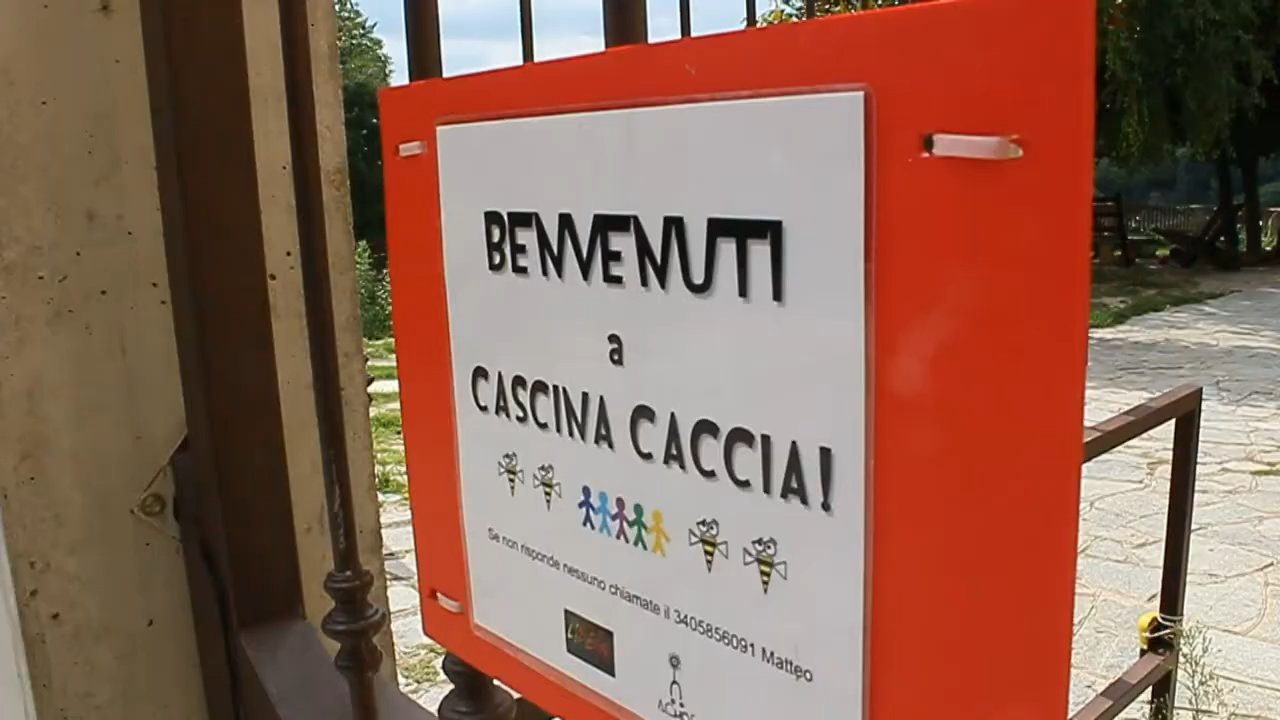 BENVENUTI
a
CASCINA CACCIA!
Se non risponde nessuno chiamate il 3405856091 Matteo